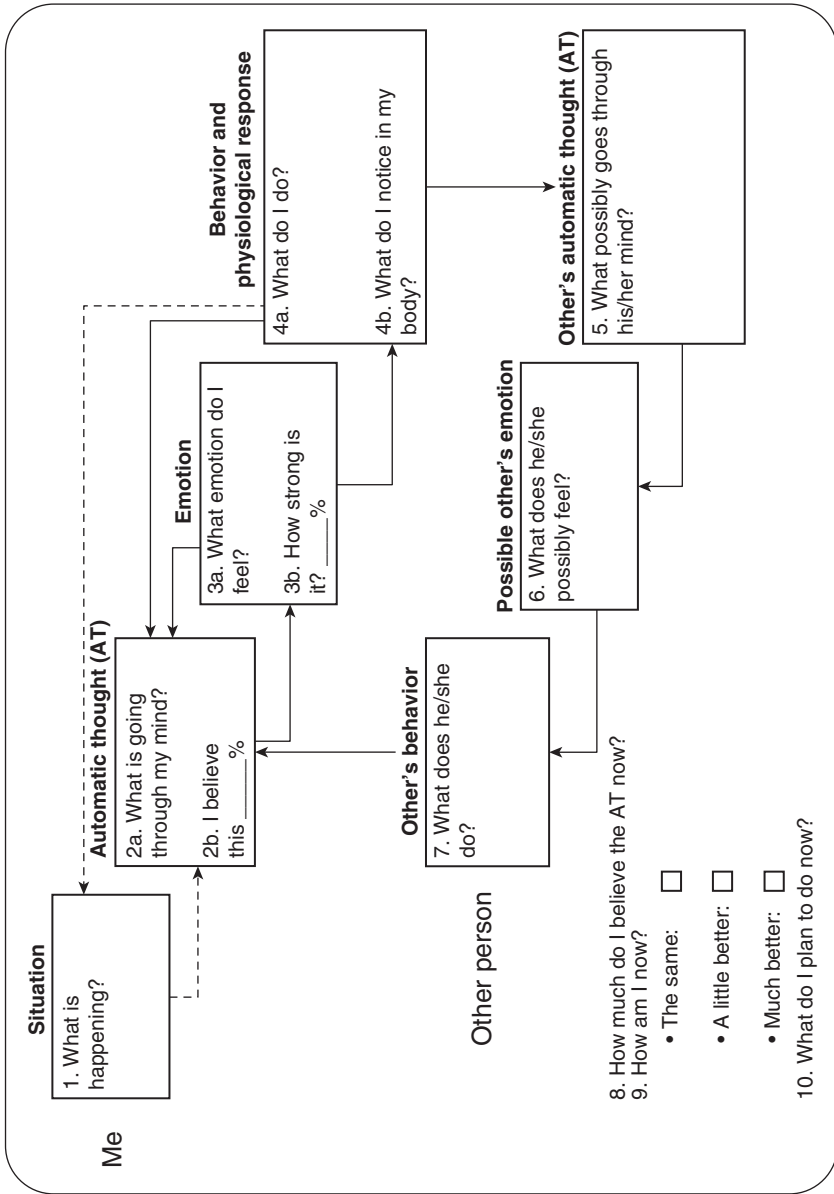 Me
Situation
1. What is
happening?
Automatic thought (AT)
2a. What is going
through my mind?
2b. I believe
this _____%
Emotion
3a. What emotion do I
feel?
3b. How strong is
it? _____%
Behavior and
physiological response
4a. What do I do?
4b. What do I notice in my
body?
Other's automatic thought (AT)
5. What possibly goes through
his/her mind?
Possible other's emotion
6. What does he/she
possibly feel?
Other's behavior
7. What does he/she
do?
Other person
8. How much do I believe the AT now?
9. How am I now?
• The same:
• A little better:
• Much better:
10. What do I plan to do now?